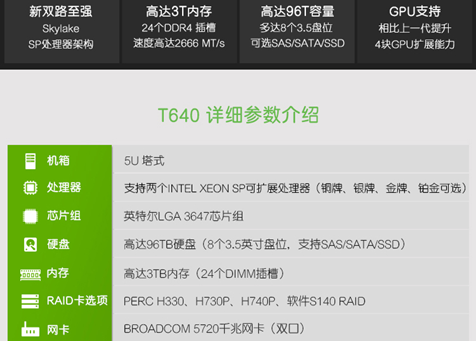 新双路至强
Skylake
SP处理器架构
高达3T内存
24个DDR4 插槽
速度高达2666 MT/s
高达96T容量
多达8个3.5盘位
可选SAS/SATA/SSD
GPU支持
相比上一代提升
4块GPU扩展能力
T640 详细参数介绍
机箱 5U 塔式
处理器 支持两个INTEL XEON SP可扩展处理器（铜牌、银牌、金牌、铂金可选）
芯片组 英特尔LGA 3647芯片组
硬盘 高达96TB硬盘（8个3.5英寸盘位，支持SAS/SATA/SSD）
内存 高达3TB内存（24个DIMM插槽）
RAID卡选项 PERC H330、H730P、H740P、软件S140 RAID
网卡 BROADCOM 5720千兆网卡（双口）